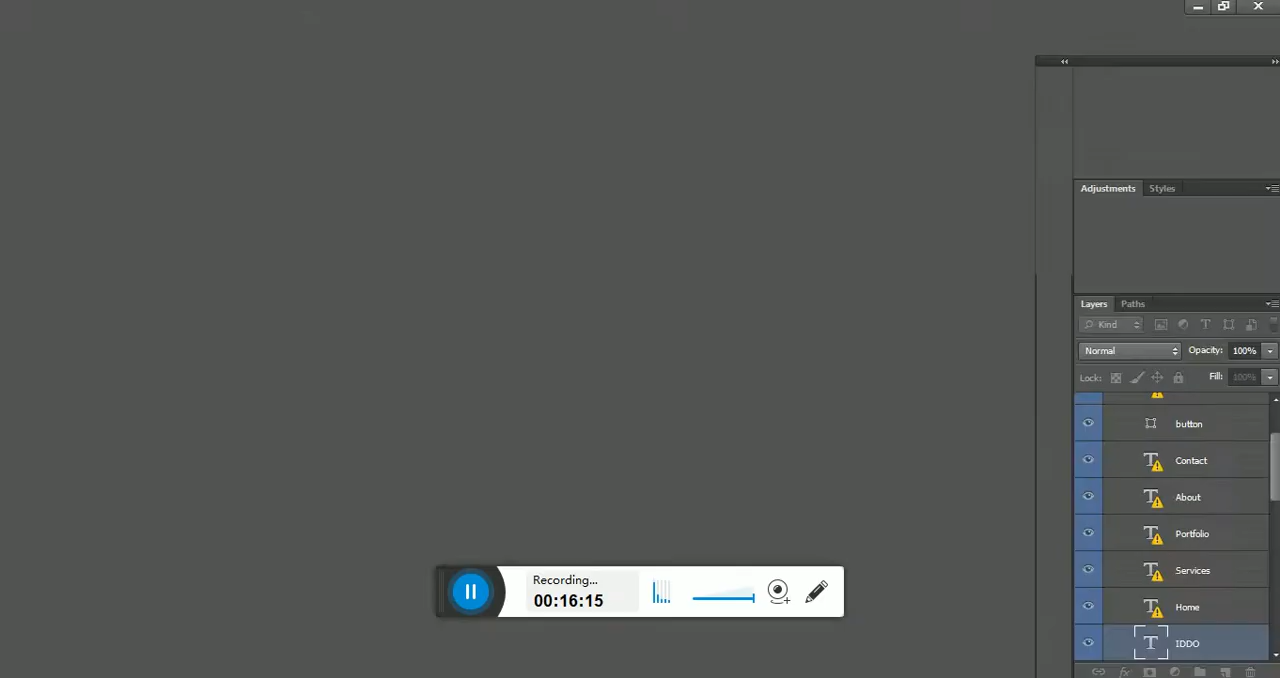 Adjustments Styles
Layers Paths
Kind T
Normal Opacity: 100%
Lock: Fill: 100%
button
T Contact
T About
T Portfolio
T Services
T Home
T IDDO
fx
Recording...
00:16:15